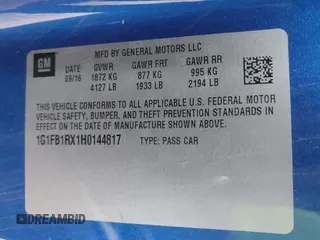 GM
MFD BY GENERAL MOTORS LLC
DATE GVWR GAWR FRT GAWR RR
09/16 1872 KG 877 KG 995 KG
4127 LB 1933 LB 2194 LB
THIS VEHICLE CONFORMS TO ALL APPLICABLE U.S. FEDERAL MOTOR
VEHICLE SAFETY, BUMPER, AND THEFT PREVENTION STANDARDS IN
EFFECT ON THE DATE OF MANUFACTURE SHOWN ABOVE.
1G1FB1RX1H0144817 TYPE: PASS CAR
DREAMBID